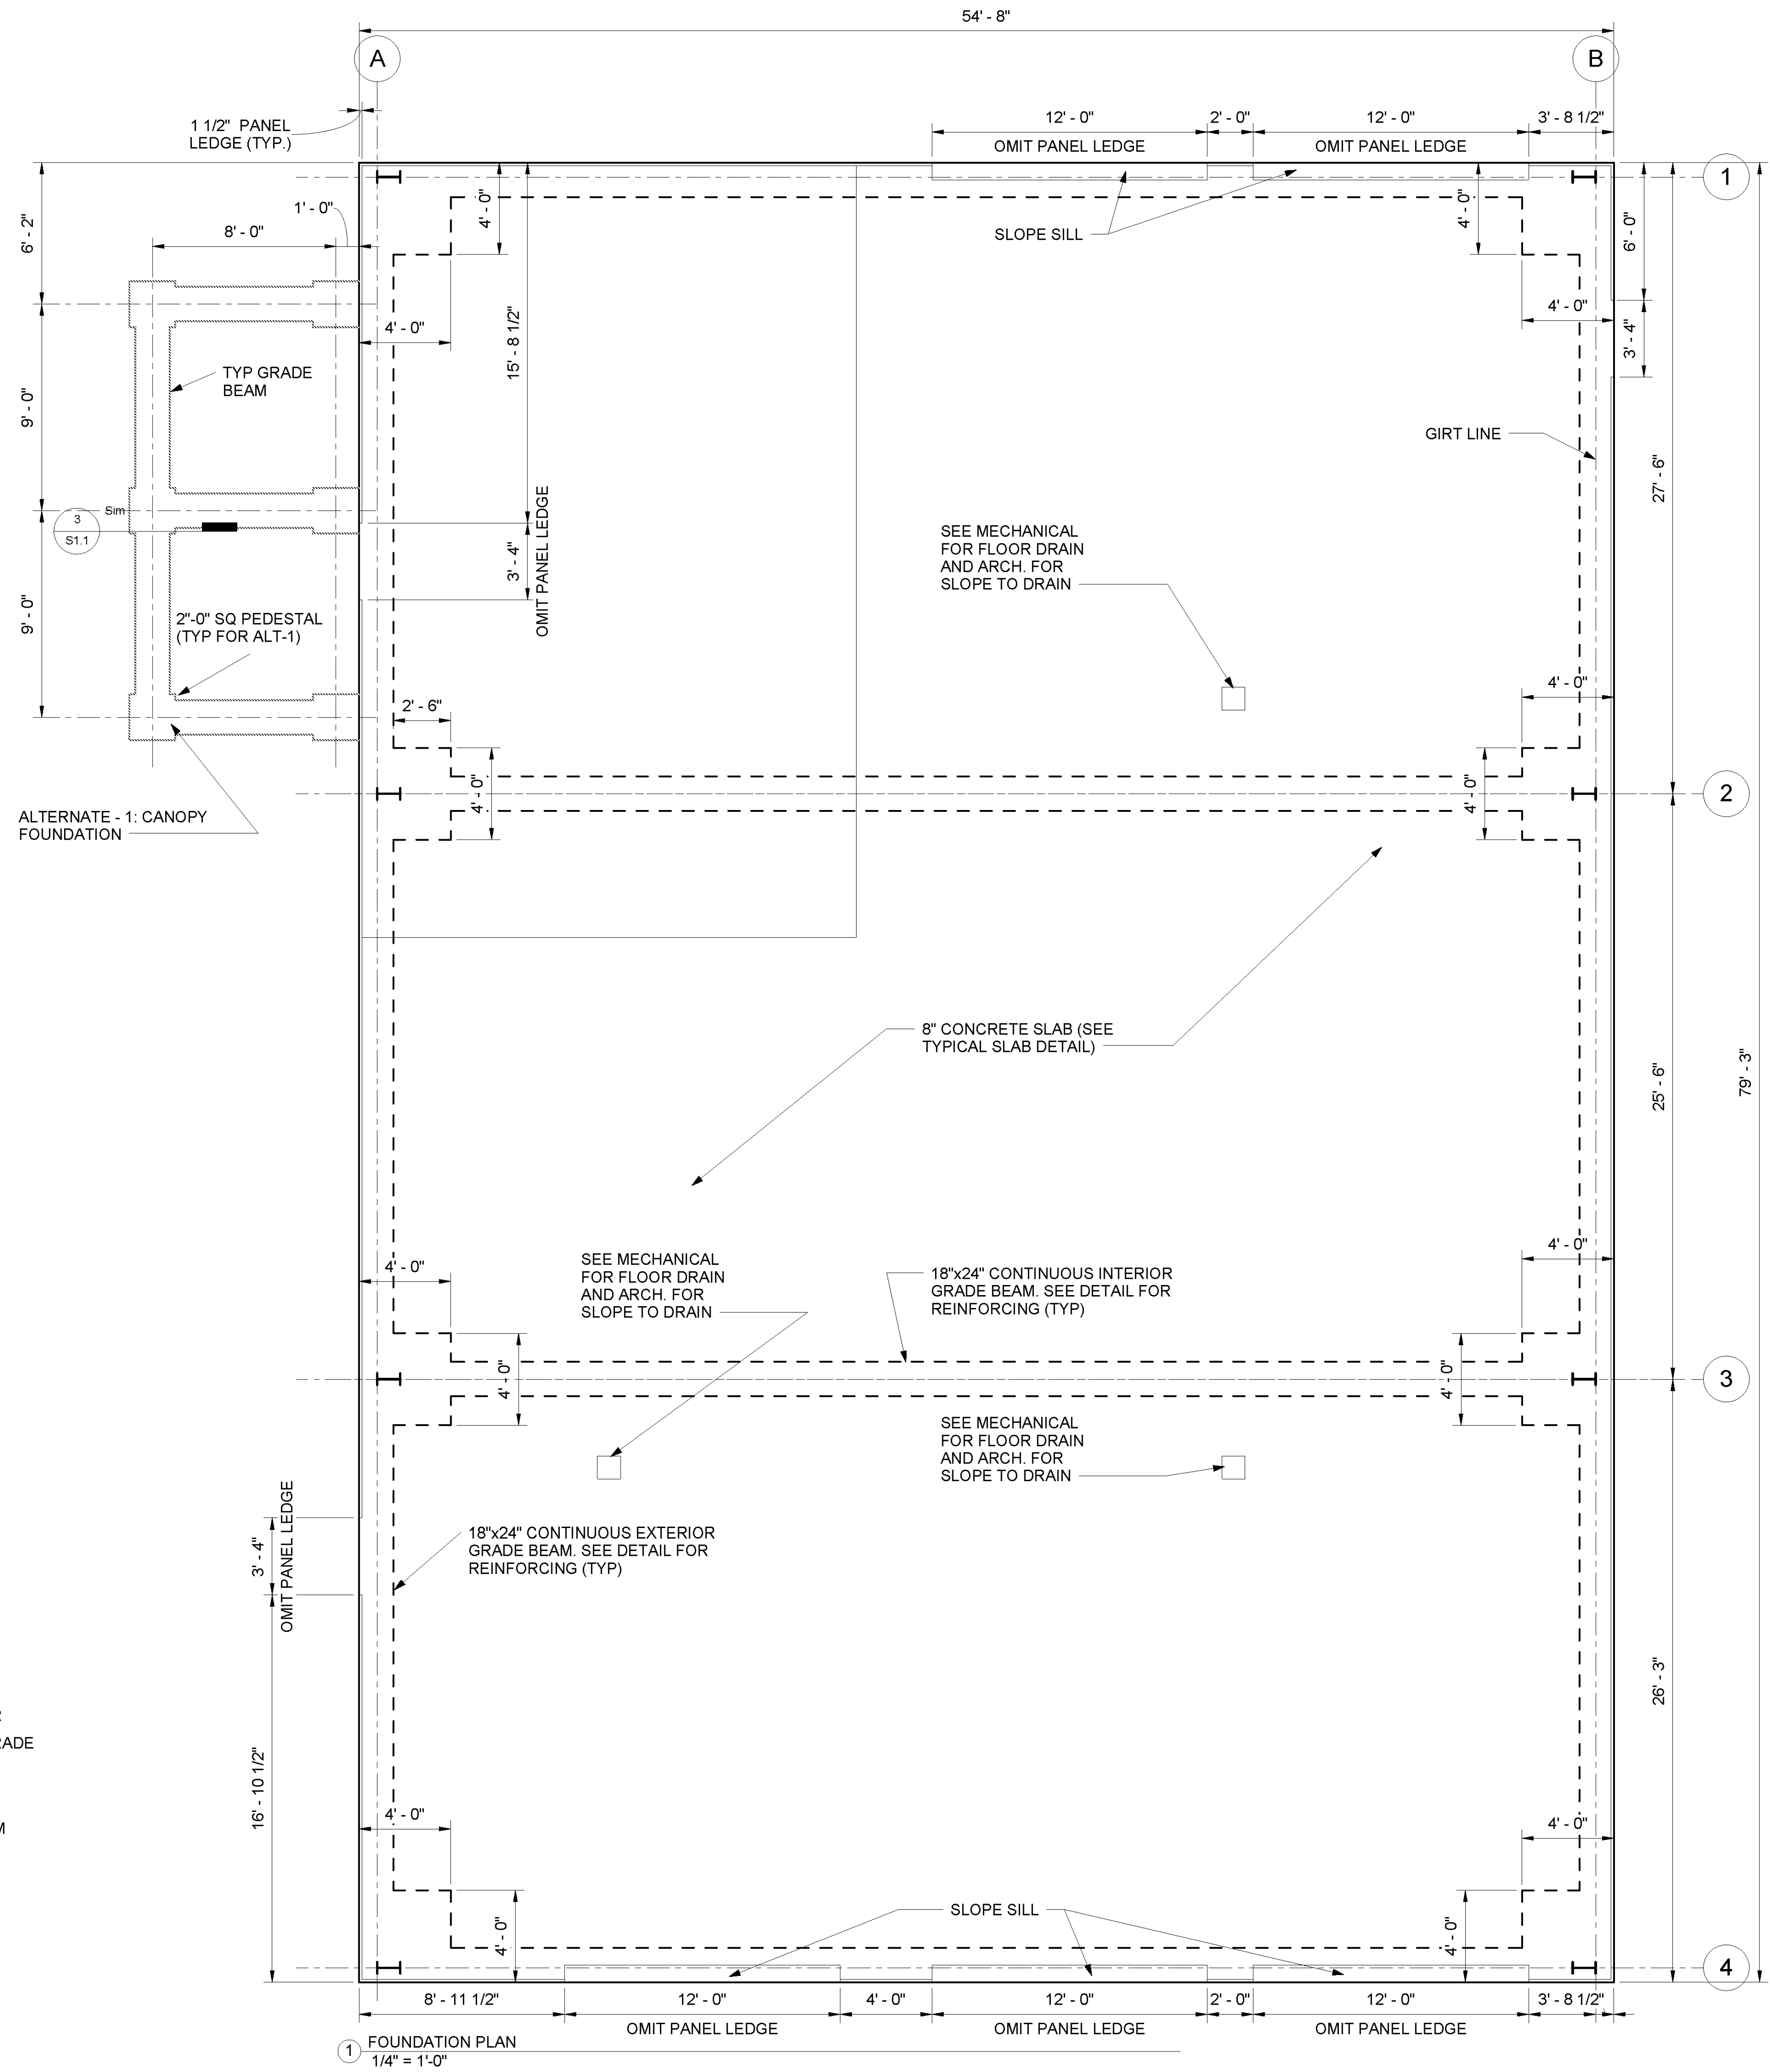 54' - 8"
A
B
1 1/2" PANEL
LEDGE (TYP.)
12' - 0"
2' - 0"
12' - 0"
3' - 8 1/2"
OMIT PANEL LEDGE
OMIT PANEL LEDGE
1
6' - 2"
1' - 0"
8' - 0"
4' - 0"
SLOPE SILL
4' - 0"
6' - 0"
4' - 0"
15' - 8 1/2"
4' - 0"
3' - 4"
TYP GRADE
BEAM
9' - 0"
GIRT LINE
27' - 6"
Sim
3
S1.1
OMIT PANEL LEDGE
3' - 4"
SEE MECHANICAL
FOR FLOOR DRAIN
AND ARCH. FOR
SLOPE TO DRAIN
9' - 0"
2"-0" SQ PEDESTAL
(TYP FOR ALT-1)
2' - 6"
4' - 0"
4' - 0"
4' - 0"
2
ALTERNATE - 1: CANOPY
FOUNDATION
8" CONCRETE SLAB (SEE
TYPICAL SLAB DETAIL)
25' - 6"
79' - 3"
4' - 0"
SEE MECHANICAL
FOR FLOOR DRAIN
AND ARCH. FOR
SLOPE TO DRAIN
18"x24" CONTINUOUS INTERIOR
GRADE BEAM. SEE DETAIL FOR
REINFORCING (TYP)
4' - 0"
4' - 0"
4' - 0"
3
SEE MECHANICAL
FOR FLOOR DRAIN
AND ARCH. FOR
SLOPE TO DRAIN
3' - 4"
OMIT PANEL LEDGE
18"x24" CONTINUOUS EXTERIOR
GRADE BEAM. SEE DETAIL FOR
REINFORCING (TYP)
26' - 3"
16' - 10 1/2"
4' - 0"
4' - 0"
4' - 0"
SLOPE SILL
4' - 0"
4
8' - 11 1/2"
12' - 0"
4' - 0"
12' - 0"
2' - 0"
12' - 0"
3' - 8 1/2"
OMIT PANEL LEDGE
OMIT PANEL LEDGE
OMIT PANEL LEDGE
1
FOUNDATION PLAN
1/4" = 1'-0"